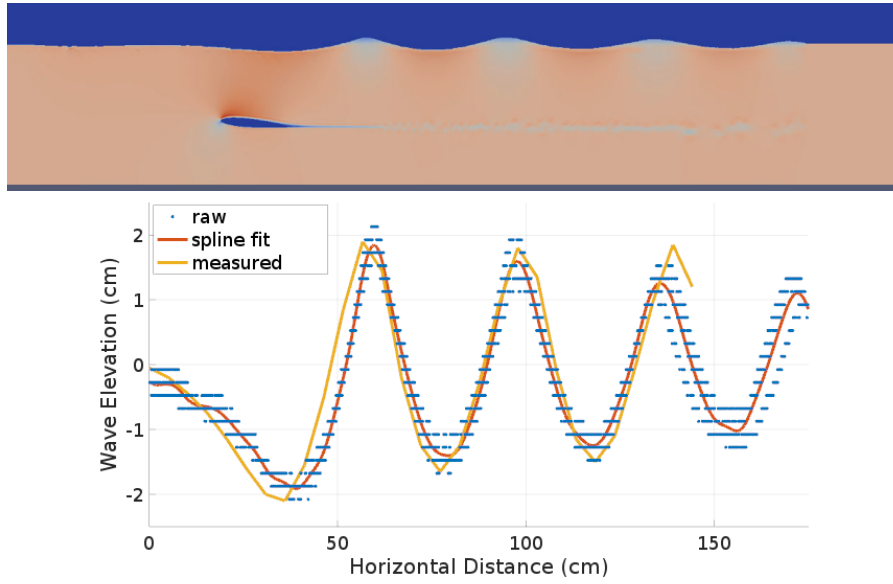 raw
spline fit
measured
Wave Elevation (cm)
2
1
0
-1
-2
0
50
100
150
Horizontal Distance (cm)